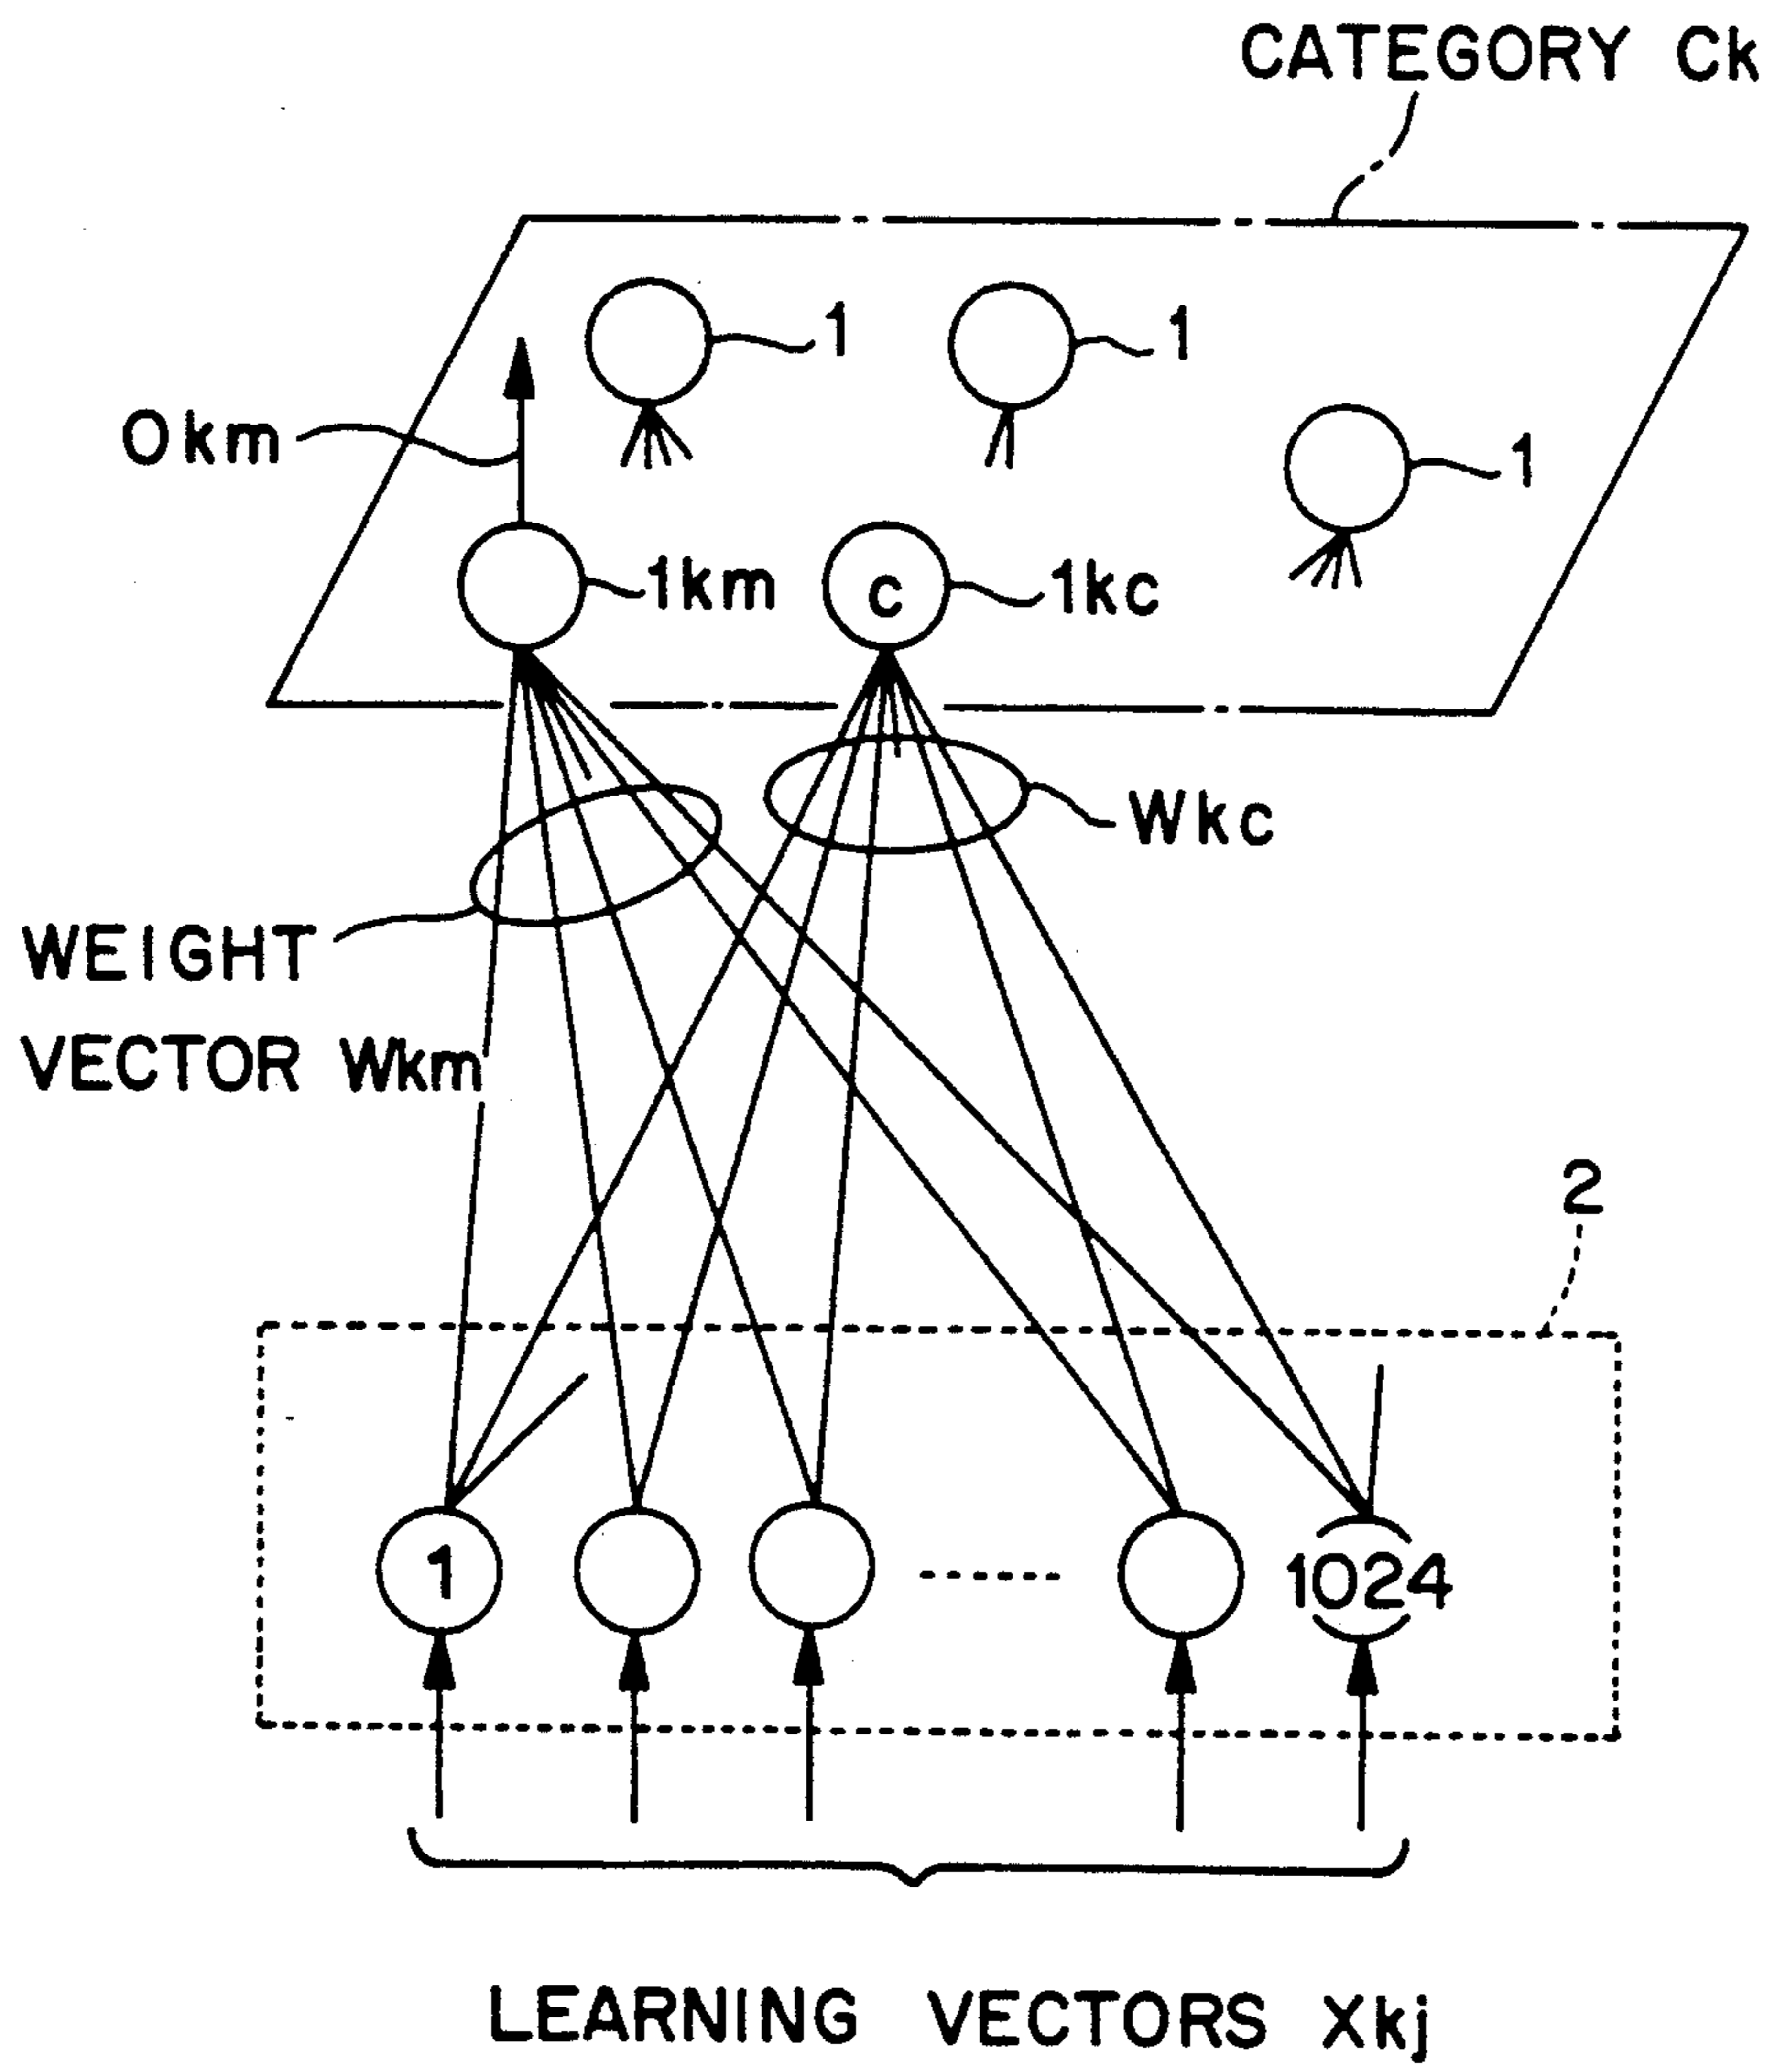 CATEGORY Ck
1
1
Okm
1
1km
c
1kc
Wkc
WEIGHT
VECTOR Wkm
2
1
1024
LEARNING VECTORS Xkj